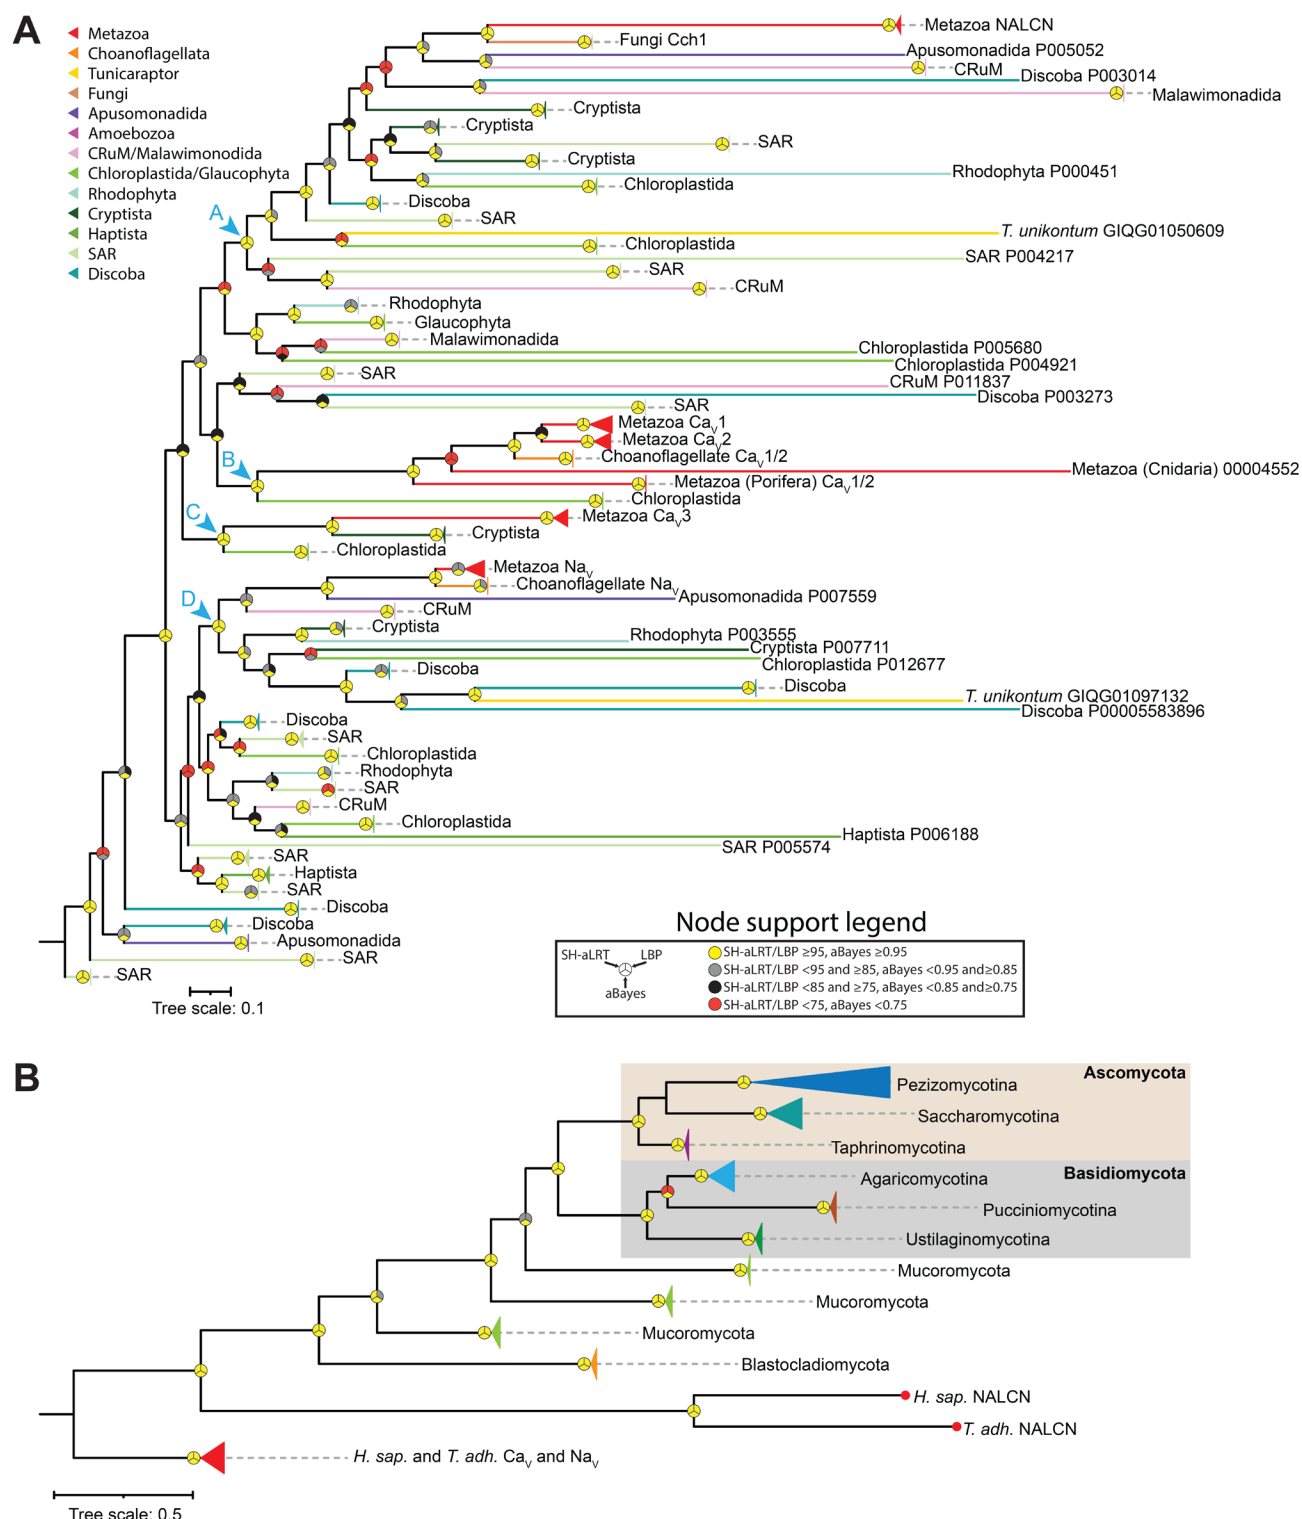 A
Metazoa
Choanoflagellata
Tunicaraptor
Fungi
Apusomonadida
Amoebozoa
CRuM/Malawimonodida
Chloroplastida/Glaucophyta
Rhodophyta
Cryptista
Haptista
SAR
Discoba
Metazoa NALCN
Fungi Cch1
Apusomonadida P005052
CRuM
Discoba P003014
Malawimonadida
Cryptista
Cryptista
SAR
Cryptista
Rhodophyta P000451
Chloroplastida
Discoba
A
SAR
T. unikontum GIQG01050609
Chloroplastida
SAR P004217
SAR
CRuM
Rhodophyta
Glaucophyta
Malawimonadida
Chloroplastida P005680
Chloroplastida P004921
SAR
CRuM P011837
Discoba P003273
SAR
Metazoa CaV1
Metazoa CaV2
Choanoflagellate CaV1/2
B
Metazoa (Cnidaria) 00004552
Metazoa (Porifera) CaV1/2
Chloroplastida
C
Metazoa CaV3
Cryptista
Chloroplastida
Metazoa NaV
Choanoflagellate NaV
D
Apusomonadida P007559
CRuM
Cryptista
Rhodophyta P003555
Cryptista P007711
Chloroplastida P012677
Discoba
Discoba
T. unikontum GIQG01097132
Discoba P00005583896
Discoba
SAR
Chloroplastida
Rhodophyta
SAR
CRuM
Chloroplastida
Haptista P006188
SAR P005574
SAR
Haptista
SAR
Discoba
Discoba
Apusomonadida
SAR
SAR
Tree scale: 0.1
Node support legend
SH-aLRT
LBP
aBayes
SH-aLRT/LBP ≥95, aBayes ≥0.95
SH-aLRT/LBP <95 and ≥85, aBayes <0.95 and≥0.85
SH-aLRT/LBP <85 and ≥75, aBayes <0.85 and≥0.75
SH-aLRT/LBP <75, aBayes <0.75
B
Ascomycota
Pezizomycotina
Saccharomycotina
Taphrinomycotina
Basidiomycota
Agaricomycotina
Pucciniomycotina
Ustilaginomycotina
Mucoromycota
Mucoromycota
Mucoromycota
Blastocladiomycota
H. sap. NALCN
T. adh. NALCN
H. sap. and T. adh. CaV and NaV
Tree scale: 0.5